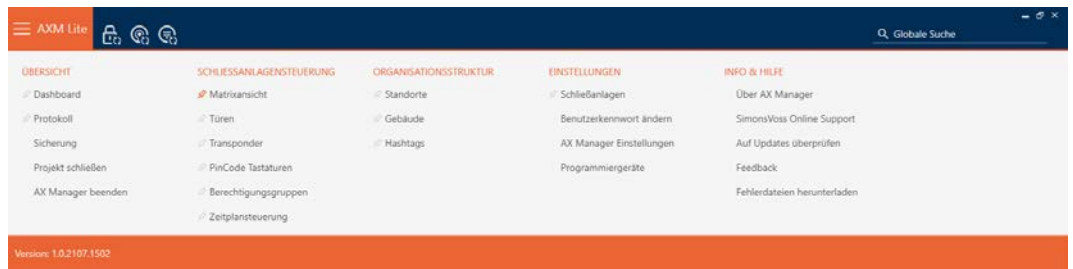 AXM Lite
Globale Suche
ÜBERSICHT
Dashboard
Protokoll
Sicherung
Projekt schließen
AX Manager beenden
SCHLIESSANLAGENSTEUERUNG
Matrixansicht
Türen
Transponder
PinCode Tastaturen
Berechtigungsgruppen
Zeitplansteuerung
ORGANISATIONSSTRUKTUR
Standorte
Gebäude
Hashtags
EINSTELLUNGEN
Schließanlagen
Benutzerkennwort ändern
AX Manager Einstellungen
Programmiergeräte
INFO & HILFE
Über AX Manager
SimonsVoss Online Support
Auf Updates überprüfen
Feedback
Fehlerdateien herunterladen
Version: 1.0.2107.1502